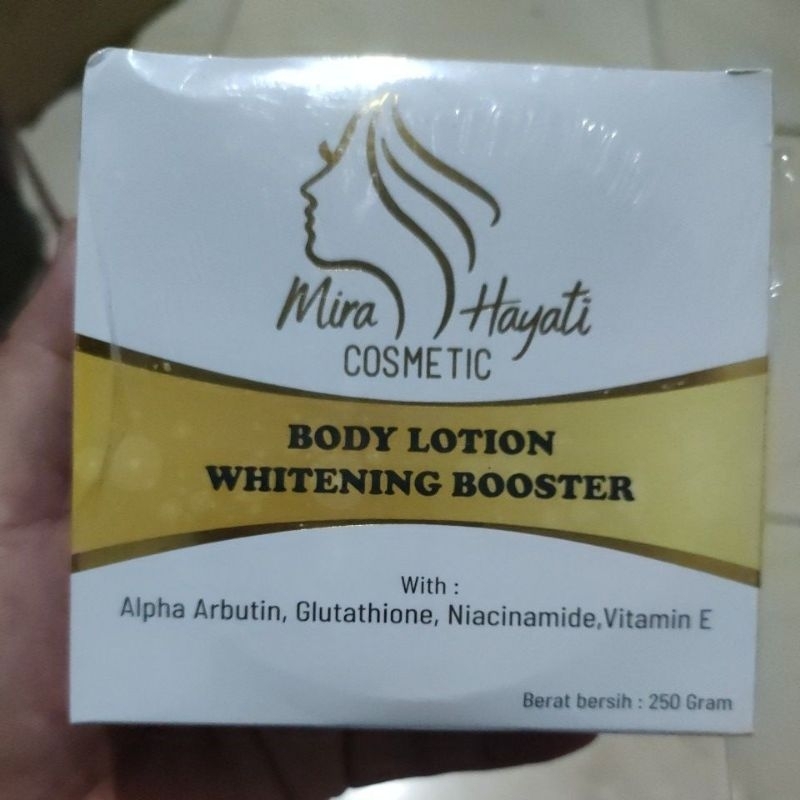 Mira Hayati
COSMETIC
BODY LOTION
WHITENING BOOSTER
With :
Alpha Arbutin, Glutathione, Niacinamide,Vitamin E
Berat bersih : 250 Gram